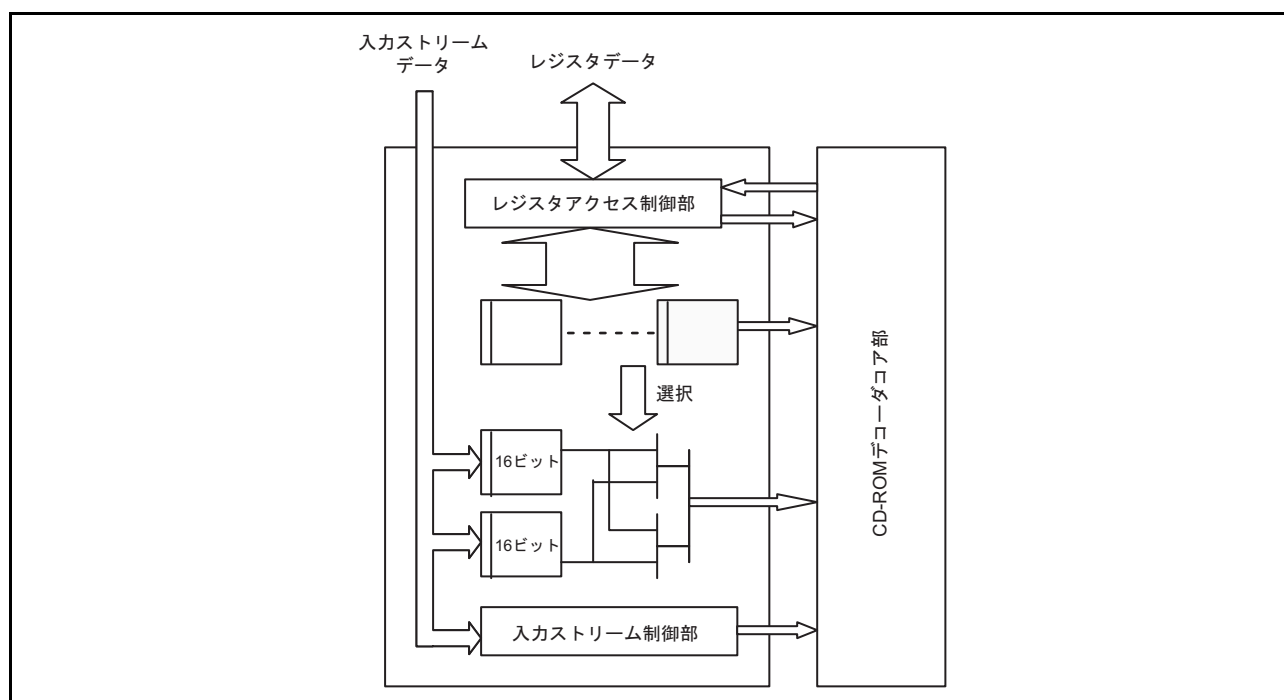 入力ストリーム
データ
レジスタデータ
レジスタアクセス制御部
選択
16ビット
16ビット
入力ストリーム制御部
CD-ROMデコーダコア部